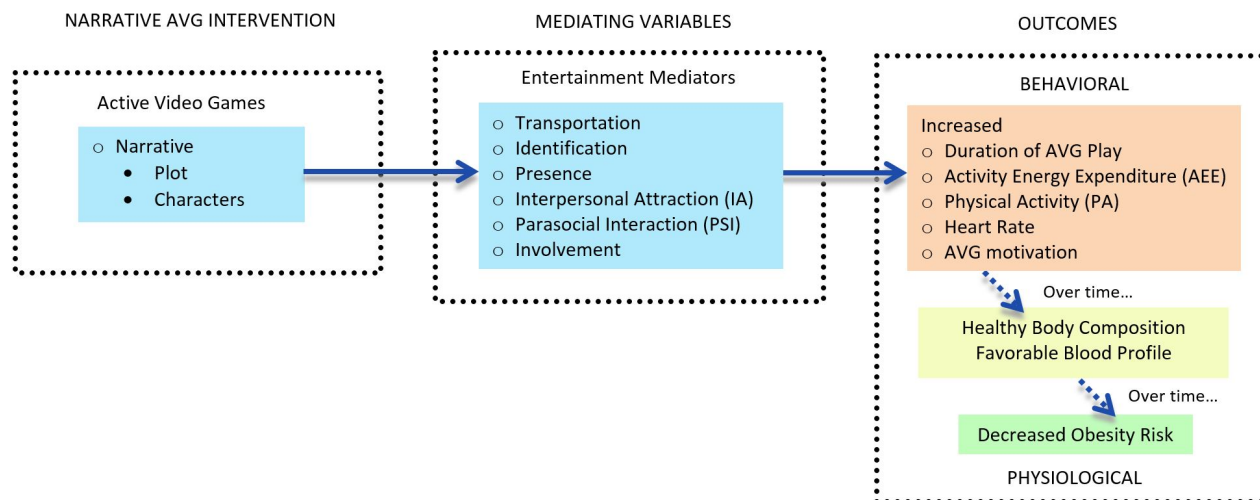 NARRATIVE AVG INTERVENTION
Active Video Games
○ Narrative
• Plot
• Characters
MEDIATING VARIABLES
Entertainment Mediators
○ Transportation
○ Identification
○ Presence
○ Interpersonal Attraction (IA)
○ Parasocial Interaction (PSI)
○ Involvement
OUTCOMES
BEHAVIORAL
Increased
○ Duration of AVG Play
○ Activity Energy Expenditure (AEE)
○ Physical Activity (PA)
○ Heart Rate
○ AVG motivation
Over time...
Healthy Body Composition
Favorable Blood Profile
Over time...
Decreased Obesity Risk
PHYSIOLOGICAL